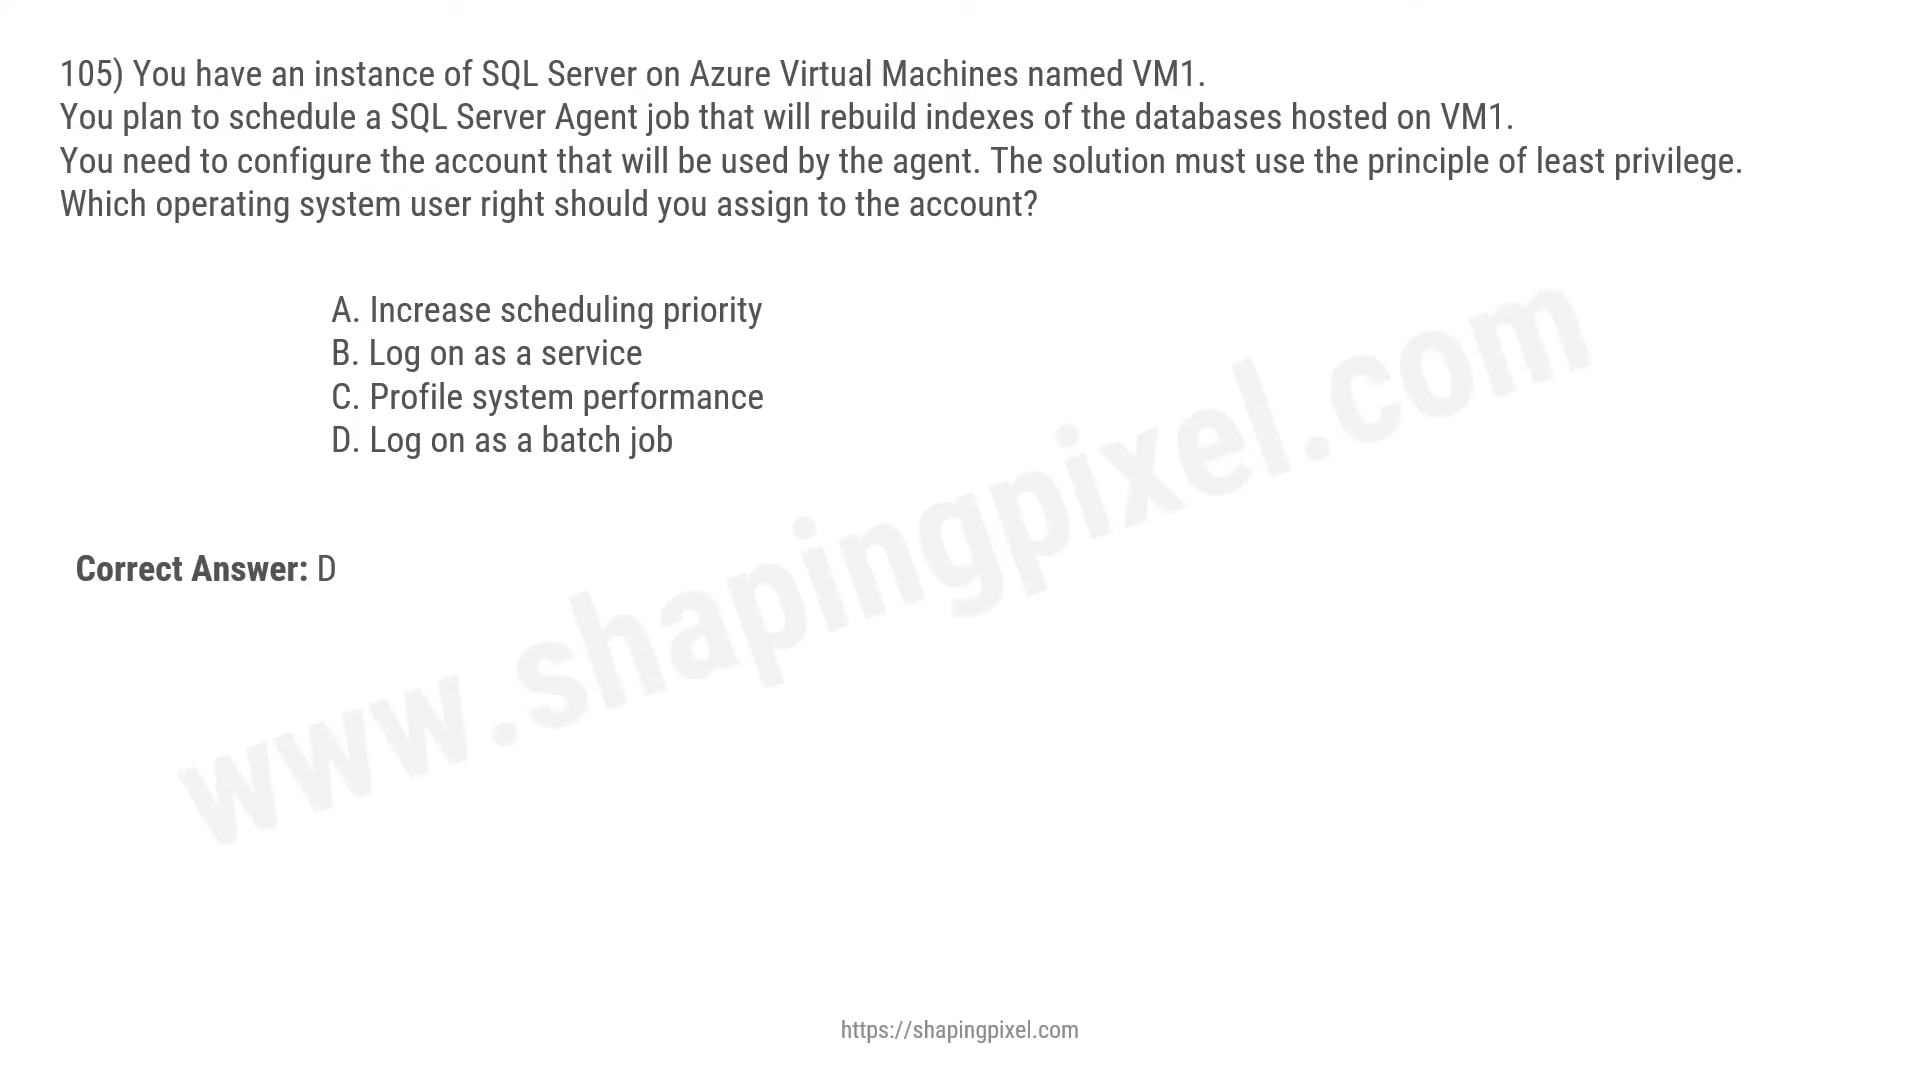 105) You have an instance of SQL Server on Azure Virtual Machines named VM1.
You plan to schedule a SQL Server Agent job that will rebuild indexes of the databases hosted on VM1.
You need to configure the account that will be used by the agent. The solution must use the principle of least privilege.
Which operating system user right should you assign to the account?
A. Increase scheduling priority
B. Log on as a service
C. Profile system performance
D. Log on as a batch job
www.shapingpixel.com
Correct Answer: D
https://shapingpixel.com